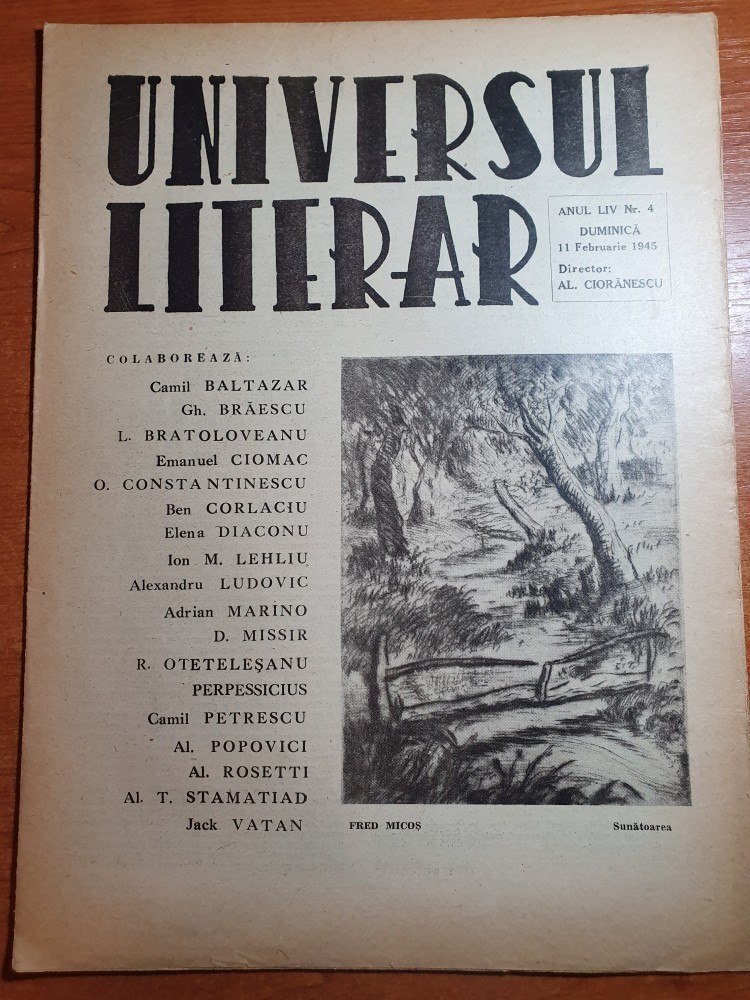 UNIVERSUL
LITERAR
ANUL LIV Nr. 4
DUMINICĂ
11 Februarie 1945
Director:
AL. CIORĂNESCU
COLABOREAZĂ:
Camil BALTAZAR
Gh. BRĂESCU
L. BRATOLOVEANU
Emanuel CIOMAC
O. CONSTANTINESCU
Ben CORLACIU
Elena DIACONU
Ion M. LEHLIU
Alexandru LUDOVIC
Adrian MARINO
D. MISSIR
R. OTETELEŞANU
PERPESSICIUS
Camil PETRESCU
Al. POPOVICI
Al. ROSETTI
Al. T. STAMATIAD
Jack VATAN
FRED MICOŞ Sunătoarea